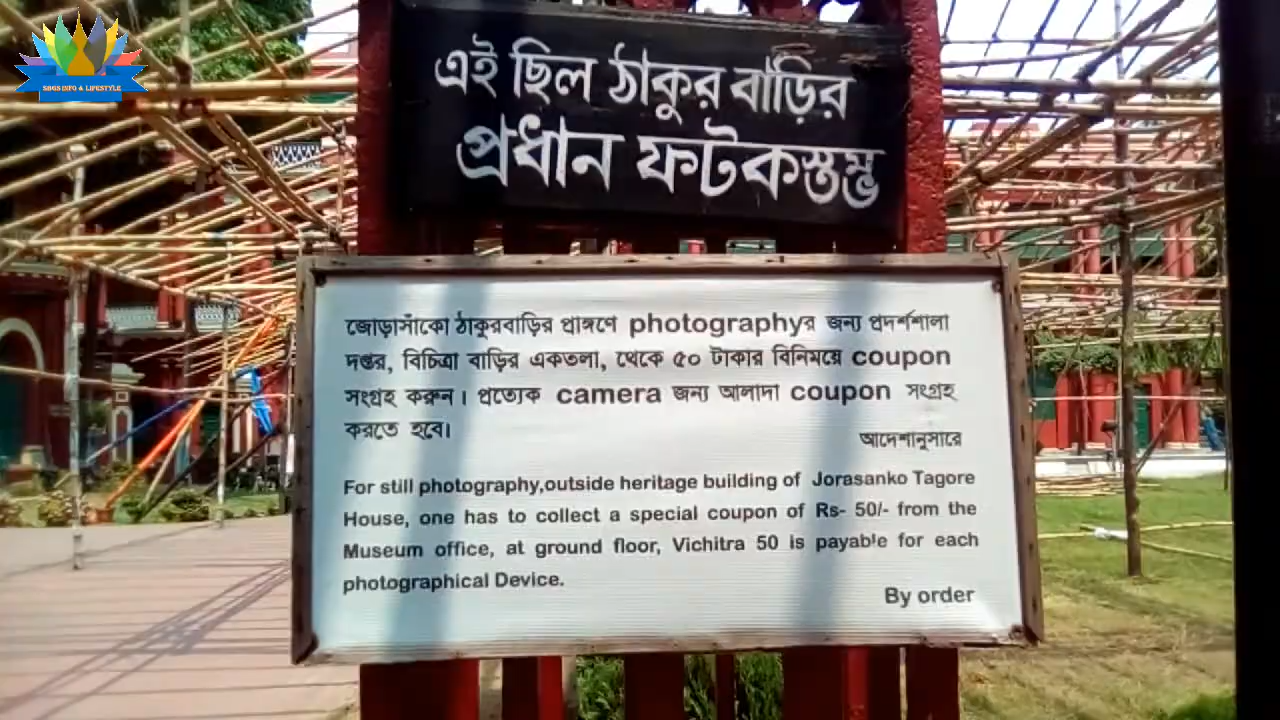 SBGS INFO & LIFESTYLE
এই ছিল ঠাকুর বাড়ির
প্রধান ফটকস্তম্ভ
জোড়াসাঁকো ঠাকুরবাড়ির প্রাঙ্গণে photographyর জন্য প্রদর্শশালা
দপ্তর, বিচিত্রা বাড়ির একতলা, থেকে ৫০ টাকার বিনিময়ে coupon
সংগ্রহ করুন। প্রত্যেক camera জন্য আলাদা coupon সংগ্রহ
করতে হবে।
আদেশানুসারে
For still photography,outside heritage building of Jorasanko Tagore
House, one has to collect a special coupon of Rs- 50/- from the
Museum office, at ground floor, Vichitra 50 is payable for each
photographical Device.
By order